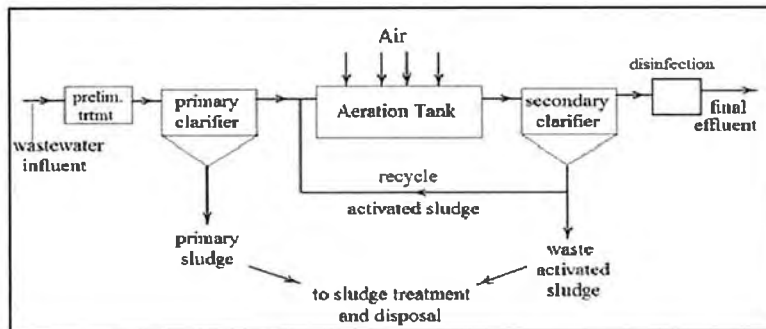 Air
disinfection
prelim.
trtmt
primary
clarifier
Aeration Tank
secondary
clarifier
final
effluent
wastewater
influent
recycle
activated sludge
primary
sludge
waste
activated
sludge
to sludge treatment
and disposal